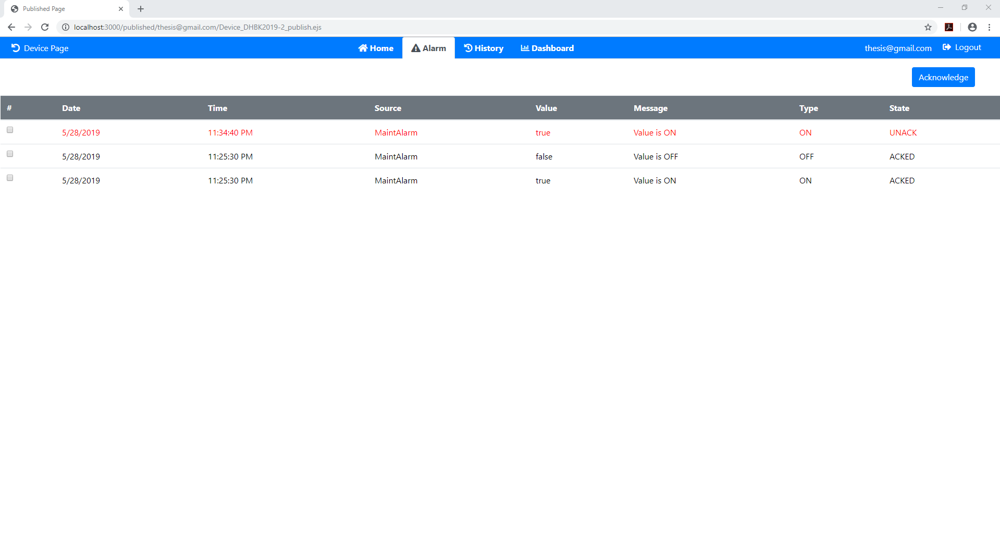 Published Page
localhost:3000/published/thesis@gmail.com/Device_DHBK2019-2_publish.ejs
Device Page Home Alarm History Dashboard thesis@gmail.com Logout
Acknowledge
# Date Time Source Value Message Type State
5/28/2019 11:34:40 PM MaintAlarm true Value is ON ON UNACK
5/28/2019 11:25:30 PM MaintAlarm false Value is OFF OFF ACKED
5/28/2019 11:25:30 PM MaintAlarm true Value is ON ON ACKED